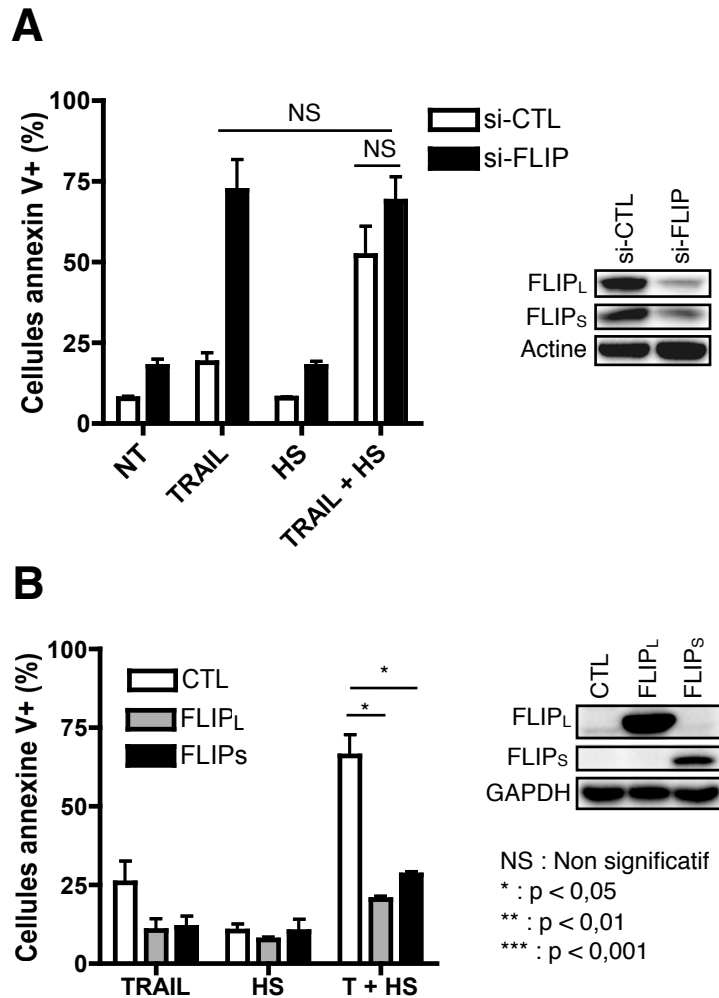 A
Cellules annexin V+ (%)
100
75
50
25
0
NS
NS
si-CTL
si-FLIP
NT
TRAIL
HS
TRAIL + HS
si-CTL
si-FLIP
FLIPL
FLIPS
Actine
B
Cellules annexine V+ (%)
100
75
50
25
0
CTL
FLIPL
FLIPs
*
*
TRAIL
HS
T + HS
CTL
FLIPL
FLIPS
FLIPL
FLIPS
GAPDH
NS : Non significatif
* : p < 0,05
** : p < 0,01
*** : p < 0,001